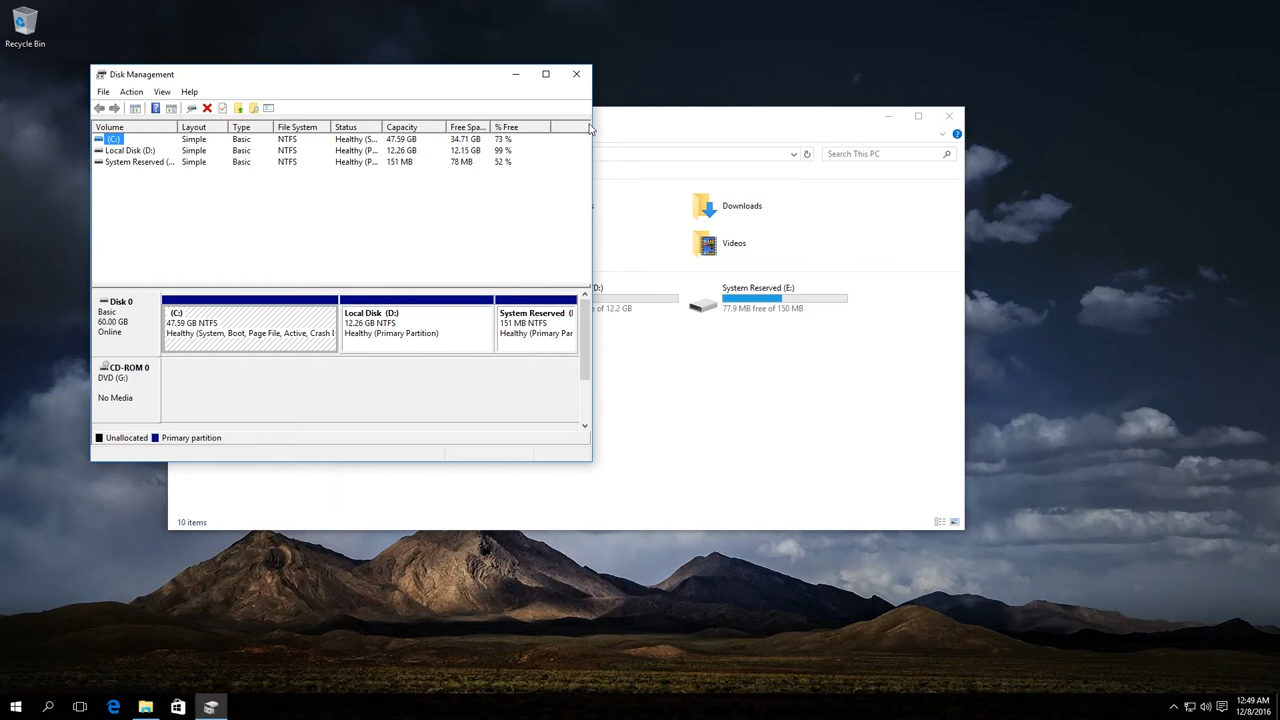 Recycle Bin
Disk Management
File Action View Help
Volume Layout Type File System Status Capacity Free Spa... % Free
(C:) Simple Basic NTFS Healthy (S... 47.59 GB 34.71 GB 73 %
Local Disk (D:) Simple Basic NTFS Healthy (P... 12.26 GB 12.15 GB 99 %
System Reserved (... Simple Basic NTFS Healthy (P... 151 MB 78 MB 52 %
Disk 0
Basic
60.00 GB
Online
(C:)
47.59 GB NTFS
Healthy (System, Boot, Page File, Active, Crash
Local Disk (D:)
12.26 GB NTFS
Healthy (Primary Partition)
System Reserved
151 MB NTFS
Healthy (Primary Par
CD-ROM 0
DVD (G:)
No Media
Unallocated Primary partition
Search This PC
Downloads
Videos
D:)
of 12.2 GB
System Reserved (E:)
77.9 MB free of 150 MB
10 items
12:49 AM
12/8/2016